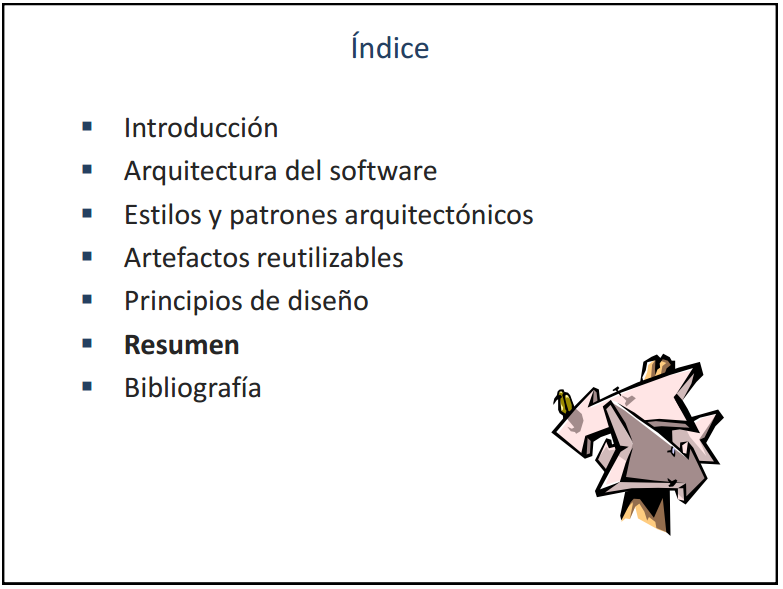 Índice
▪ Introducción
▪ Arquitectura del software
▪ Estilos y patrones arquitectónicos
▪ Artefactos reutilizables
▪ Principios de diseño
▪ Resumen
▪ Bibliografía